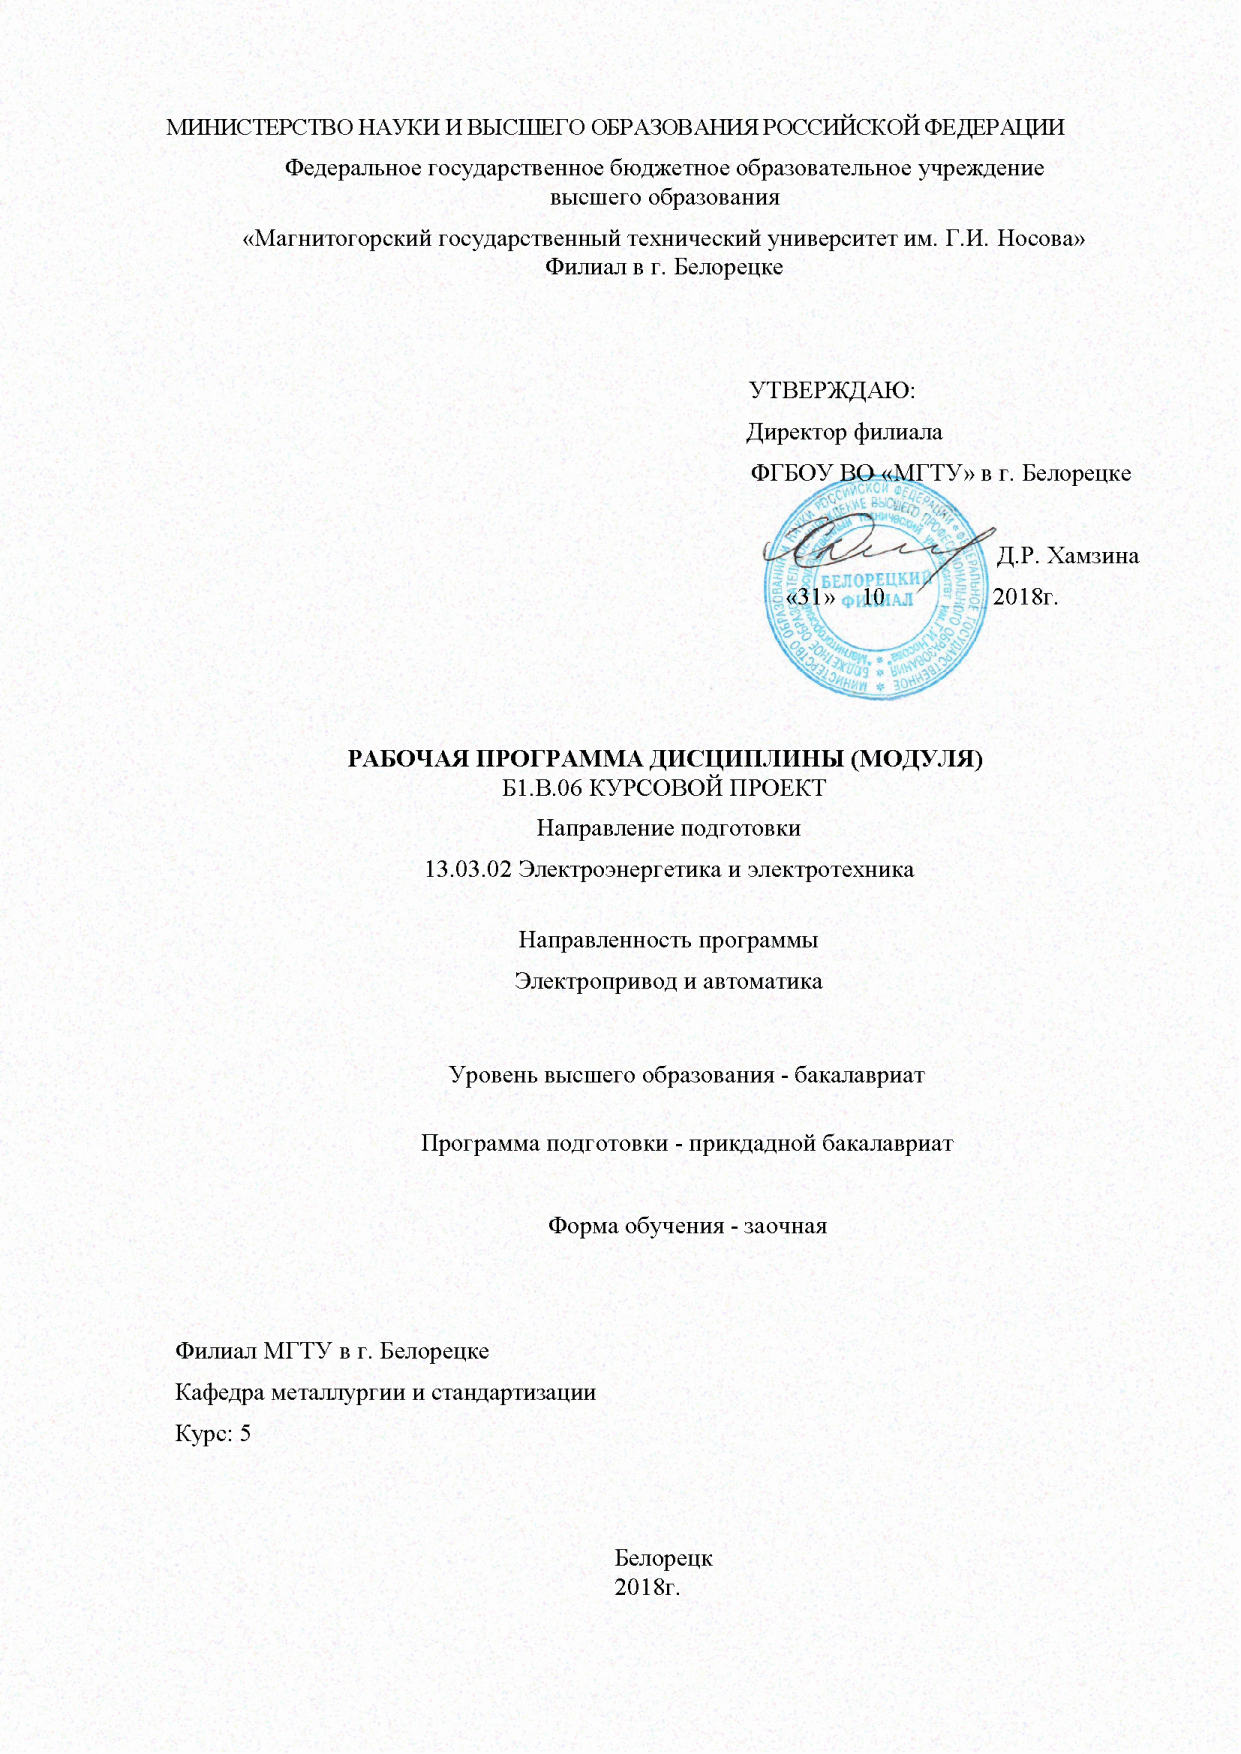 МИНИСТЕРСТВО НАУКИ И ВЫСШЕГО ОБРАЗОВАНИЯ РОССИЙСКОЙ ФЕДЕРАЦИИ
Федеральное государственное бюджетное образовательное учреждение
высшего образования
«Магнитогорский государственный технический университет им. Г.И. Носова»
Филиал в г. Белорецке
УТВЕРЖДАЮ:
Директор филиала
ФГБОУ ВО «МГТУ» в г. Белорецке
Д.Р. Хамзина
БЕЛОРЕЦКИЙ
ФИЛИАЛ
«31» 10 2018г.
РАБОЧАЯ ПРОГРАММА ДИСЦИПЛИНЫ (МОДУЛЯ)
Б1.В.06 КУРСОВОЙ ПРОЕКТ
Направление подготовки
13.03.02 Электроэнергетика и электротехника
Направленность программы
Электропривод и автоматика
Уровень высшего образования - бакалавриат
Программа подготовки - прикдадной бакалавриат
Форма обучения - заочная
Филиал МГТУ в г. Белорецке
Кафедра металлургии и стандартизации
Курс: 5
Белорецк
2018г.